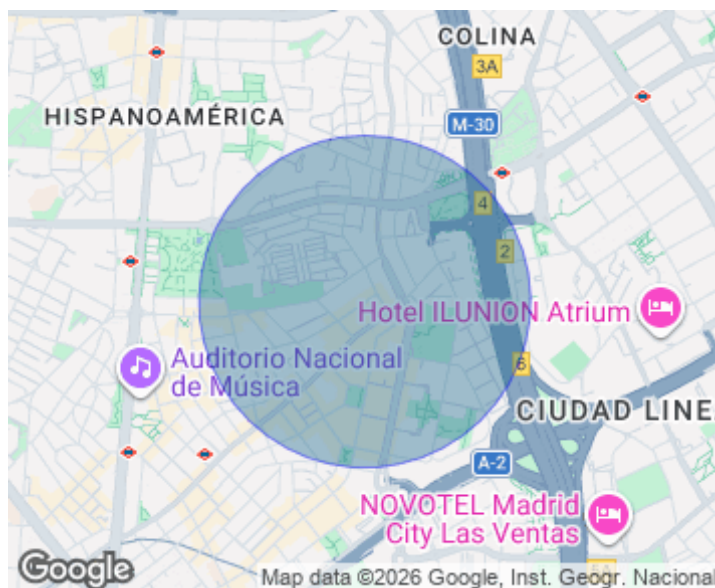 COLINA
3A
HISPANOAMÉRICA
M-30
4
2
Hotel ILUNION Atrium
Auditorio Nacional
de Música
6
CIUDAD LINE
A-2
NOVOTEL Madrid
City Las Ventas
5A
Google
Map data ©2026 Google, Inst. Geogr. Nacional